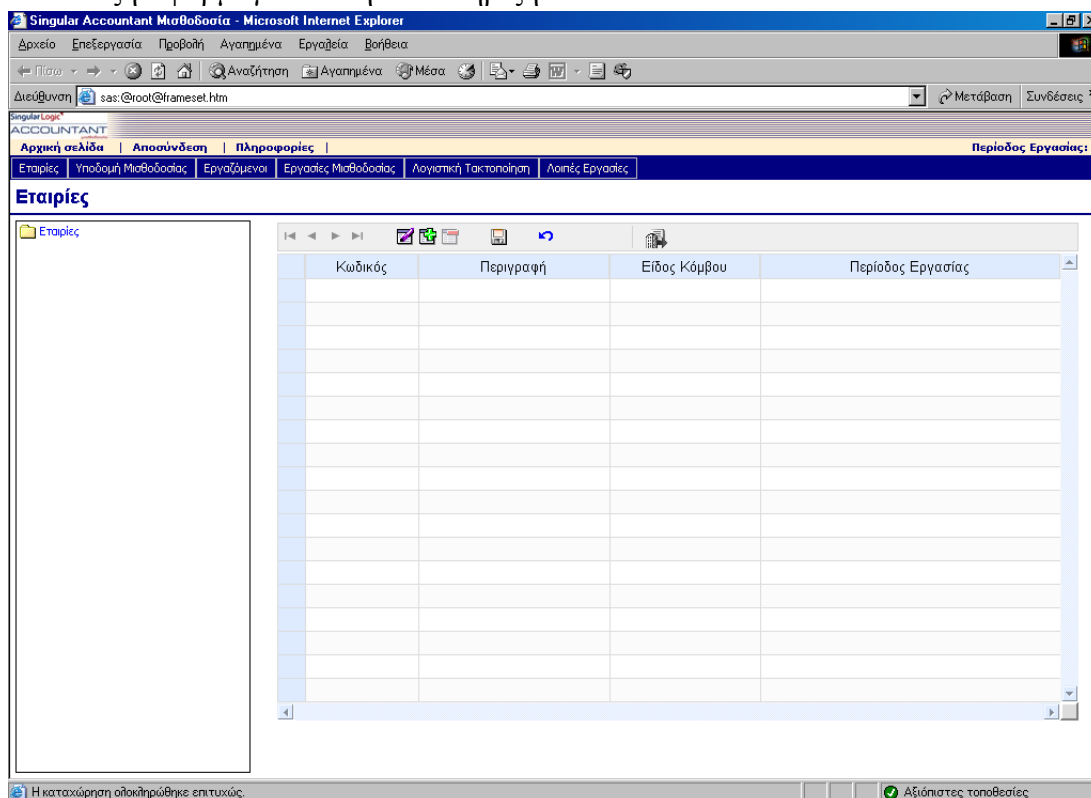 Singular Accountant Μισθοδοσία - Microsoft Internet Explorer
Αρχείο Επεξεργασία Προβολή Αγαπημένα Εργαλεία Βοήθεια
Πίσω Αναζήτηση Αγαπημένα Μέσα
Διεύθυνση sas:@root@frameset.htm Μετάβαση Συνδέσεις
SingularLogic
ACCOUNTANT
Αρχική σελίδα | Αποσύνδεση | Πληροφορίες | Περίοδος Εργασίας:
Εταιρίες Υποδομή Μισθοδοσίας Εργαζόμενοι Εργασίες Μισθοδοσίας Λογιστική Τακτοποίηση Λοιπές Εργασίες
Εταιρίες
Εταιρίες
Κωδικός Περιγραφή Είδος Κόμβου Περίοδος Εργασίας
Η καταχώρηση ολοκληρώθηκε επιτυχώς. Αξιόπιστες τοποθεσίες